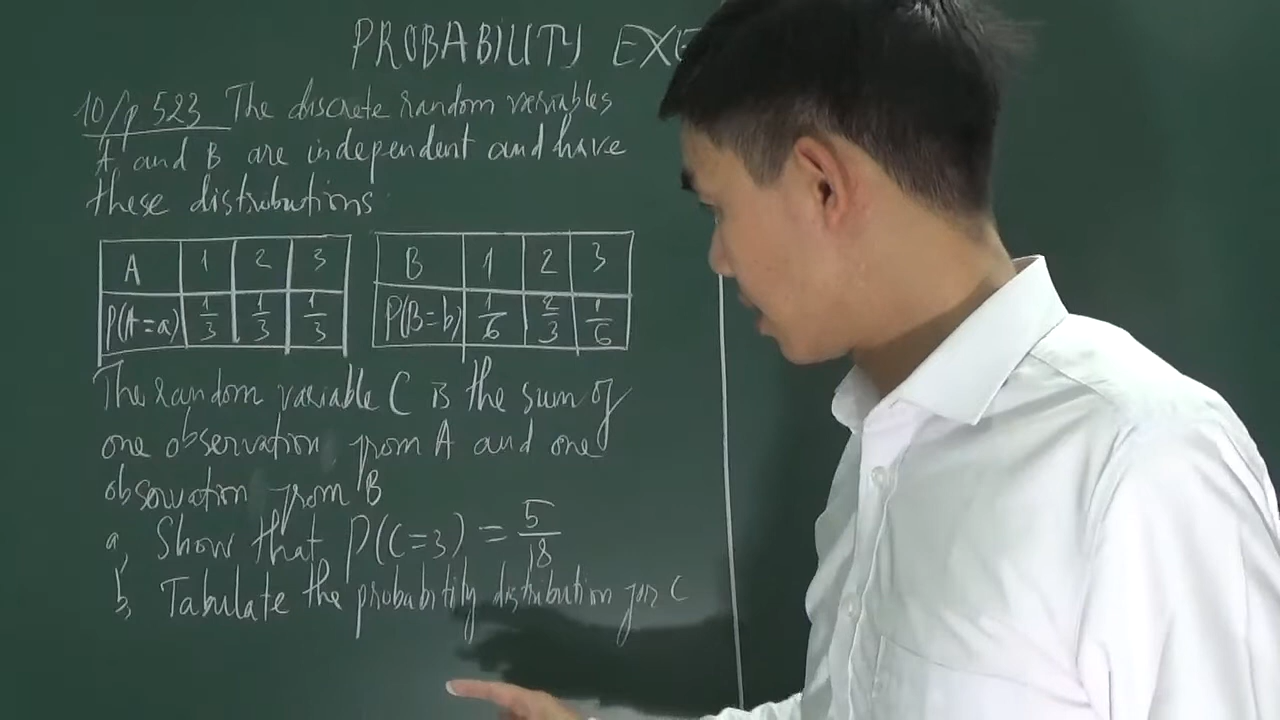 PROBABILITY EXE
10/p 523 The discrete random variables
A and B are independent and have
these distributions:
A 1 2 3
P(A=a) 1/3 1/3 1/3
B 1 2 3
P(B=b) 1/6 2/3 1/6
The random variable C is the sum of
one observation from A and one
observation from B
a, Show that P(C=3) = 5/18
b, Tabulate the probability distribution for C